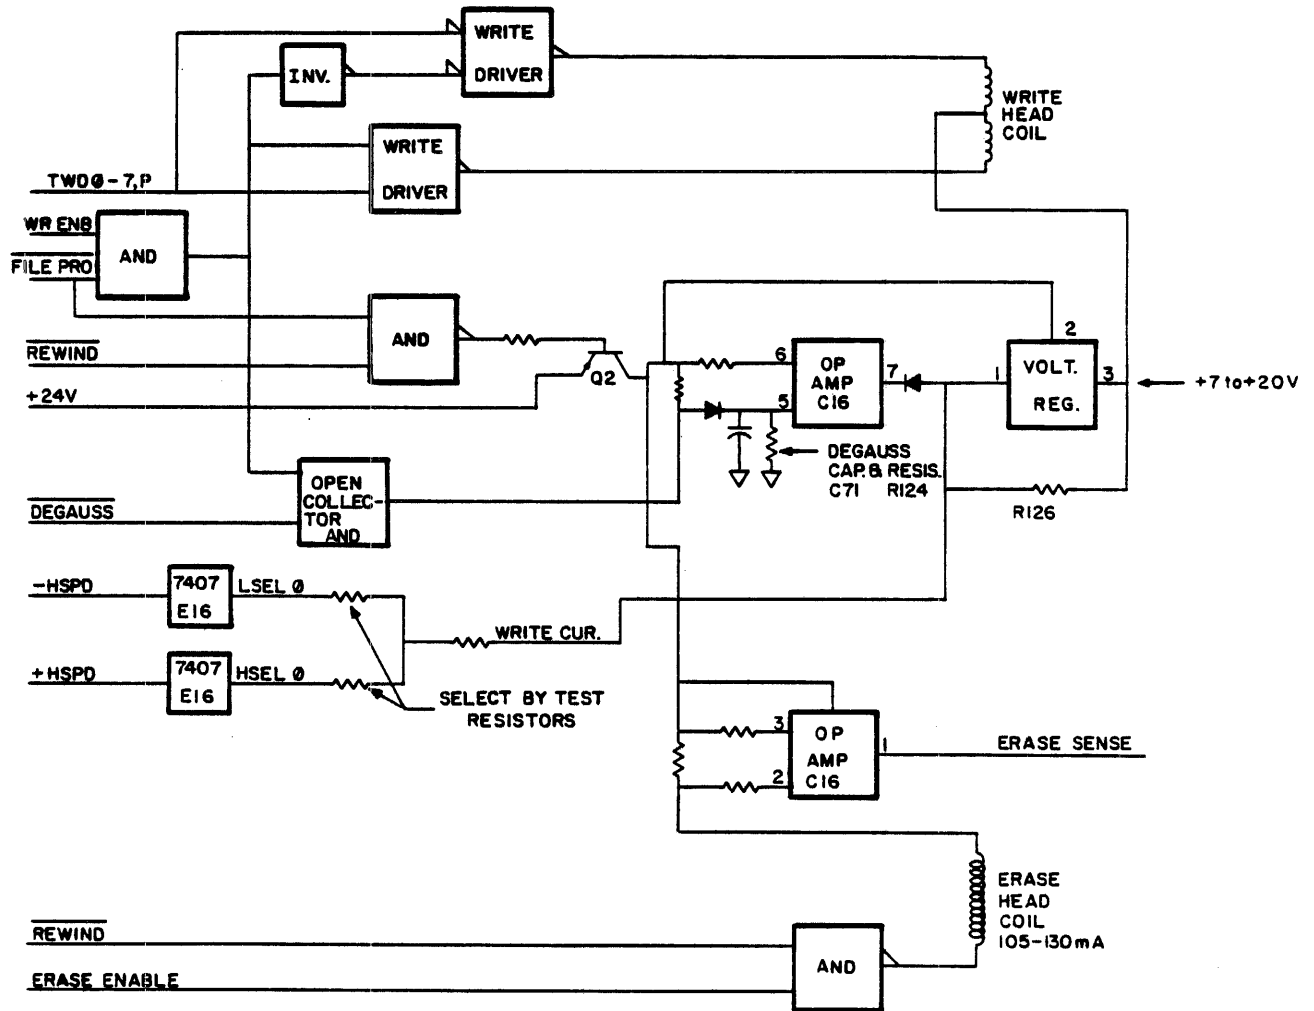 WRITE
DRIVER
INV.
WRITE
HEAD
COIL
WRITE
DRIVER
TWD0-7,P
WR ENB
AND
FILE PRO
AND
REWIND
+24V
Q2
6
OP
AMP
C16
5
7
2
1
VOLT.
REG.
3
+7 to +20V
DEGAUSS
CAP. & RESIS.
C71 R124
R126
OPEN
COLLEC-
TOR
AND
DEGAUSS
-HSPD
7407
E16
LSEL 0
WRITE CUR.
+HSPD
7407
E16
HSEL 0
SELECT BY TEST
RESISTORS
3
OP
AMP
C16
2
1
ERASE SENSE
ERASE
HEAD
COIL
105-130mA
REWIND
AND
ERASE ENABLE